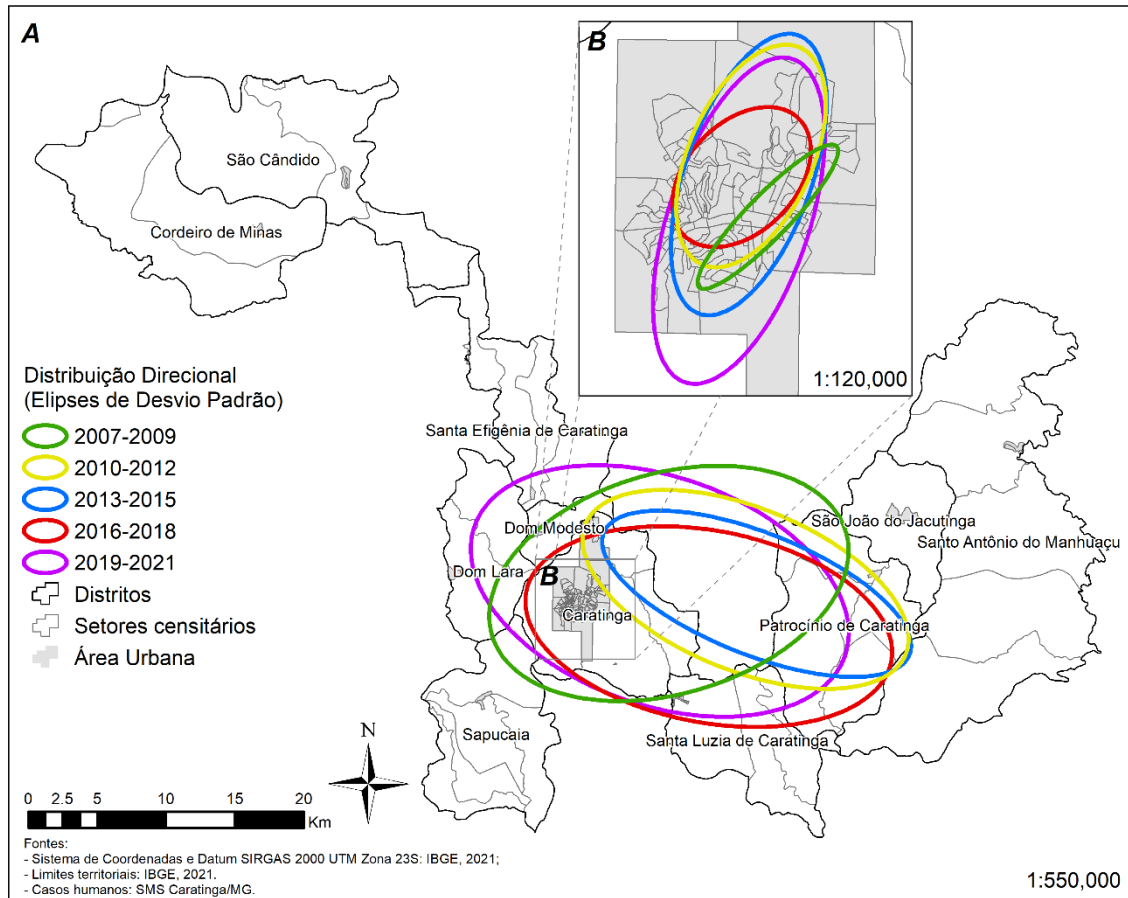 A
B
São Cândido
Cordeiro de Minas
1:120,000
Distribuição Direcional
(Elipses de Desvio Padrão)
2007-2009
2010-2012
2013-2015
2016-2018
2019-2021
Distritos
Setores censitários
Área Urbana
Santa Efigênia de Caratinga
Dom Modesto
São João do Jacutinga
Santo Antônio do Manhuaçu
Dom Lara
B
Caratinga
Patrocínio de Caratinga
Sapucaia
Santa Luzia de Caratinga
N
0 2.5 5 10 15 20
Km
Fontes:
- Sistema de Coordenadas e Datum SIRGAS 2000 UTM Zona 23S: IBGE, 2021;
- Limites territoriais: IBGE, 2021.
- Casos humanos: SMS Caratinga/MG.
1:550,000